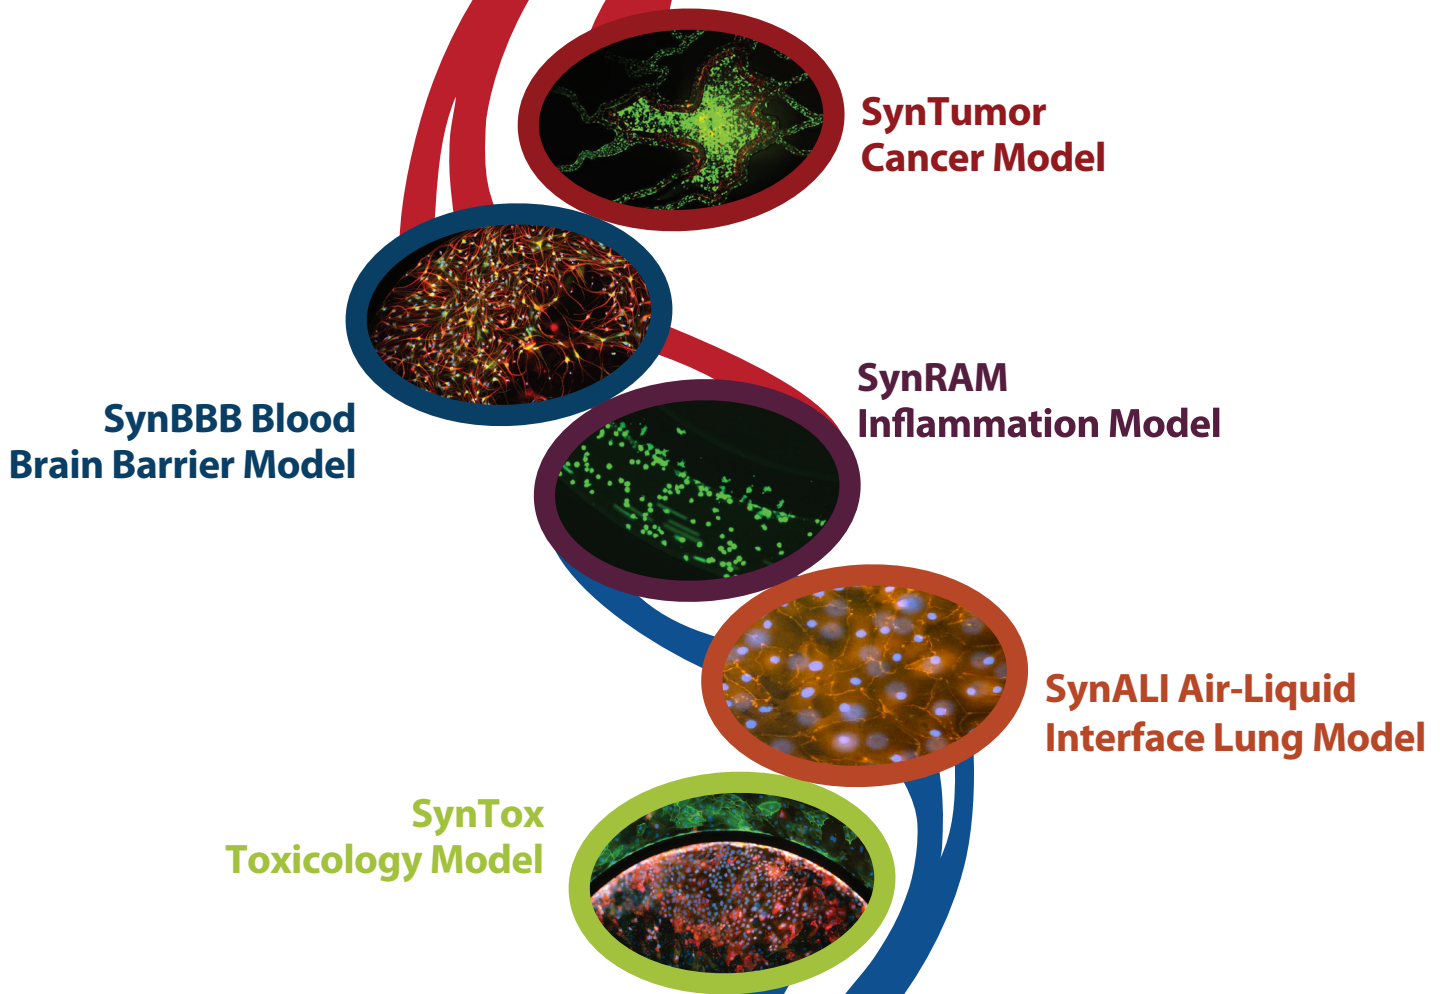 SynTumor
Cancer Model
SynBBB Blood
Brain Barrier Model
SynRAM
Inflammation Model
SynALI Air-Liquid
Interface Lung Model
SynTox
Toxicology Model